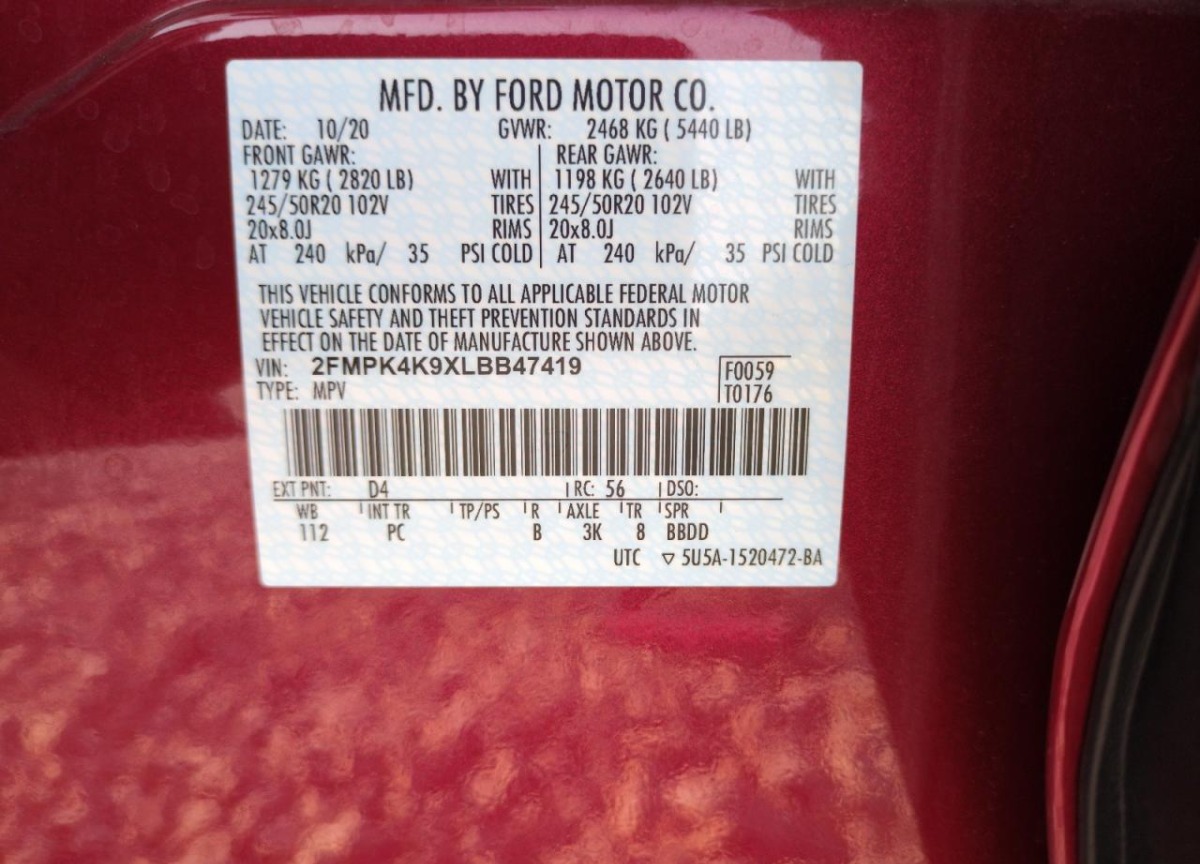 MFD. BY FORD MOTOR CO.
DATE: 10/20 GVWR: 2468 KG ( 5440 LB)
FRONT GAWR: REAR GAWR:
1279 KG ( 2820 LB) WITH 1198 KG ( 2640 LB) WITH
245/50R20 102V TIRES 245/50R20 102V TIRES
20x8.0J RIMS 20x8.0J RIMS
AT 240 kPa/ 35 PSI COLD AT 240 kPa/ 35 PSI COLD
THIS VEHICLE CONFORMS TO ALL APPLICABLE FEDERAL MOTOR
VEHICLE SAFETY AND THEFT PREVENTION STANDARDS IN
EFFECT ON THE DATE OF MANUFACTURE SHOWN ABOVE.
VIN: 2FMPK4K9XLBB47419 F0059
TYPE: MPV T0176
EXT PNT: D4 RC: 56 DSO:
WB INT TR TP/PS R AXLE TR SPR
112 PC B 3K 8 BBDD
UTC ▽ 5U5A-1520472-BA